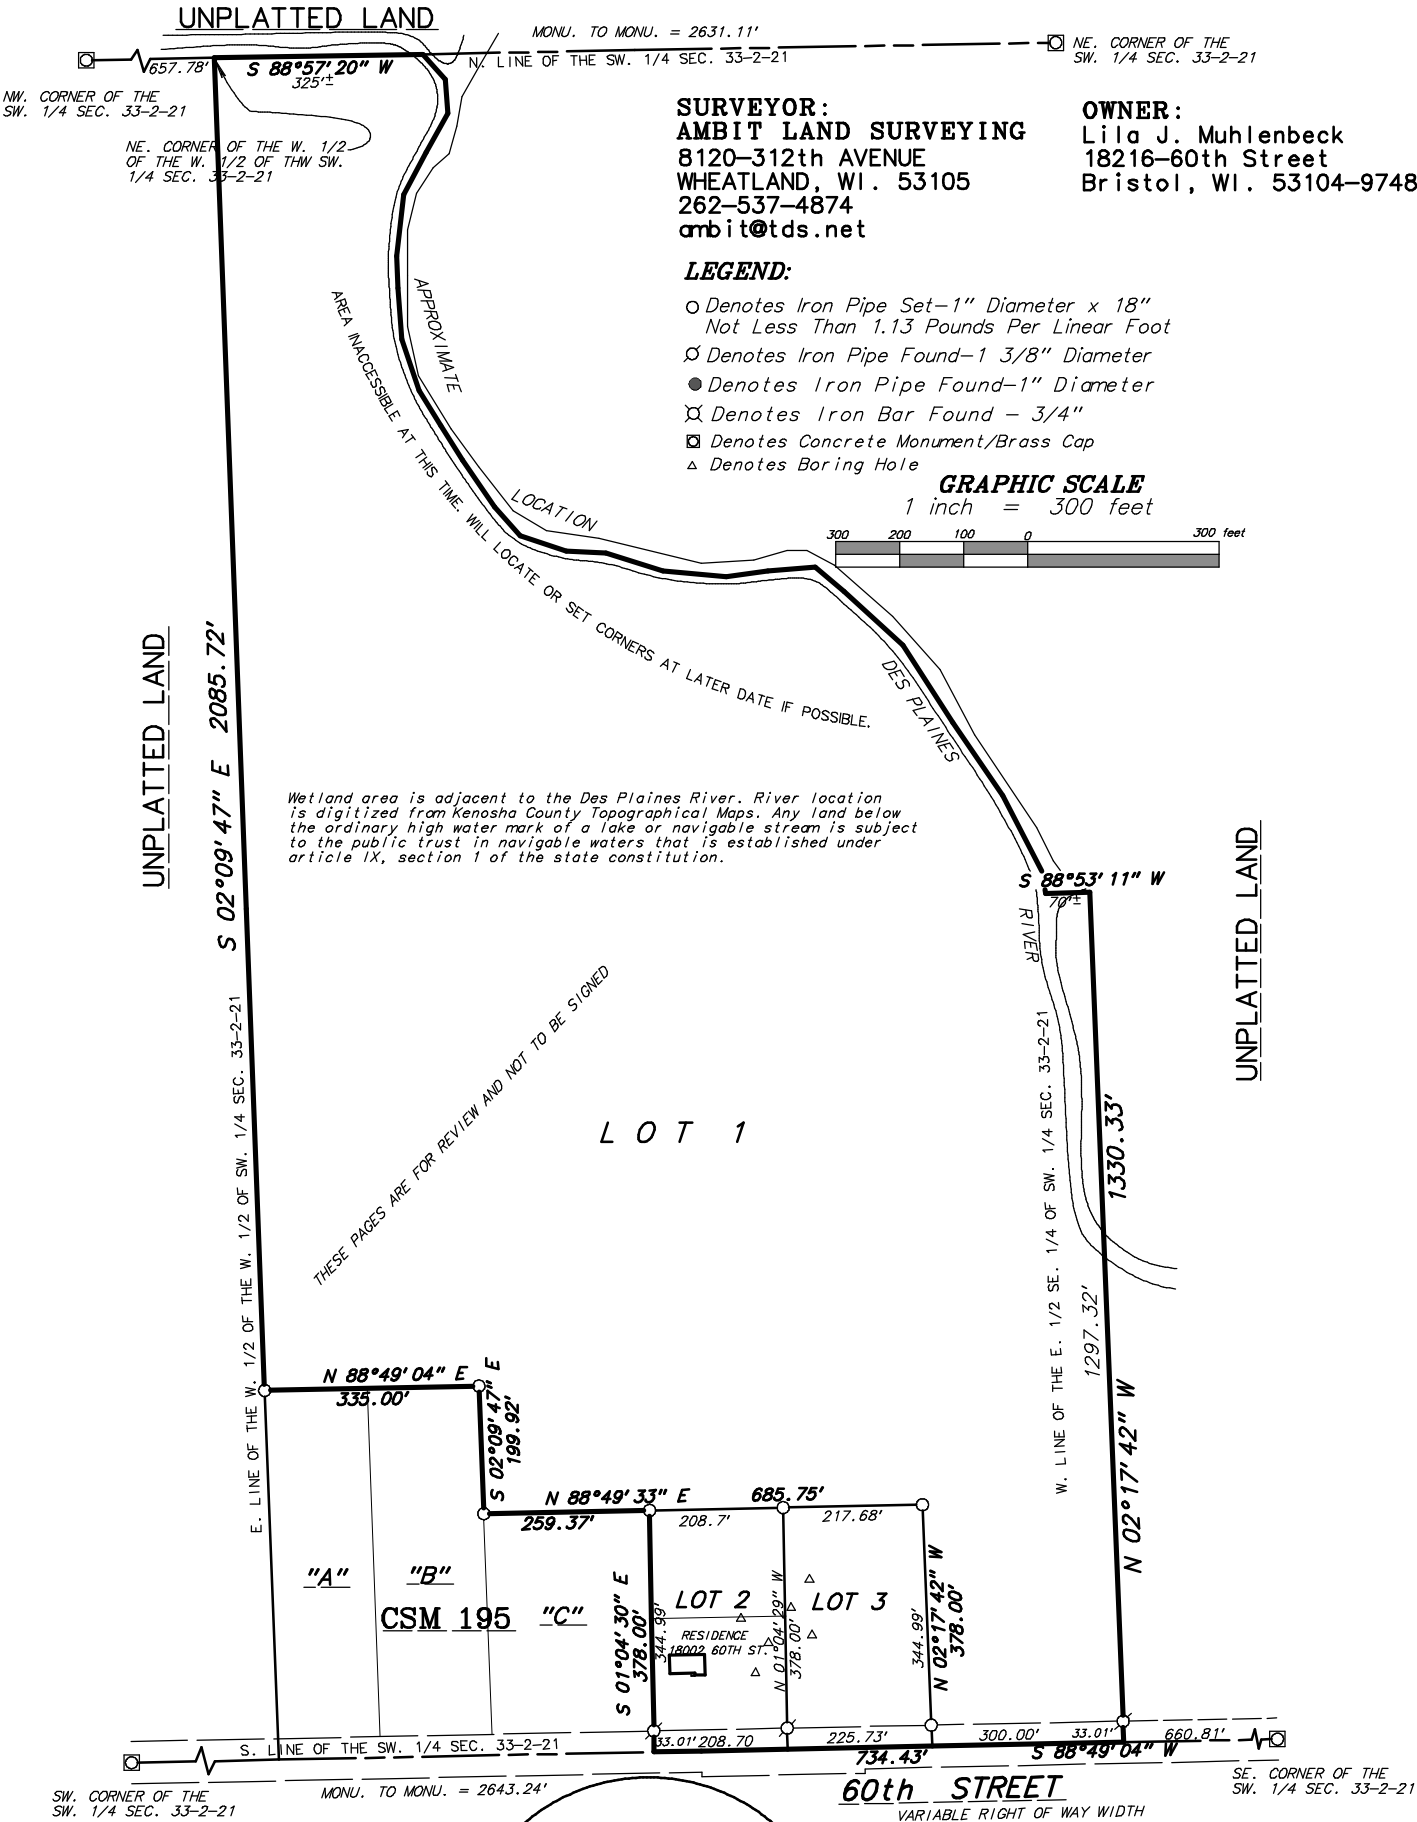 UNPLATTED LAND
MONU. TO MONU. = 2631.11'
657.78'
S 88°57'20" W
325'±
N. LINE OF THE SW. 1/4 SEC. 33-2-21
NE. CORNER OF THE
SW. 1/4 SEC. 33-2-21
NW. CORNER OF THE
SW. 1/4 SEC. 33-2-21
NE. CORNER OF THE W. 1/2
OF THE W. 1/2 OF THW SW.
1/4 SEC. 33-2-21
SURVEYOR:
AMBIT LAND SURVEYING
8120-312th AVENUE
WHEATLAND, WI. 53105
262-537-4874
ambit@tds.net
OWNER:
Lila J. Muhlenbeck
18216-60th Street
Bristol, WI. 53104-9748
LEGEND:
Denotes Iron Pipe Set-1" Diameter x 18"
Not Less Than 1.13 Pounds Per Linear Foot
Denotes Iron Pipe Found-1 3/8" Diameter
Denotes Iron Pipe Found-1" Diameter
Denotes Iron Bar Found - 3/4"
Denotes Concrete Monument/Brass Cap
Denotes Boring Hole
GRAPHIC SCALE
1 inch = 300 feet
300 200 100 0 300 feet
APPROXIMATE
LOCATION
DES PLAINES
RIVER
AREA INACCESSIBLE AT THIS TIME. WILL LOCATE OR SET CORNERS AT LATER DATE IF POSSIBLE.
UNPLATTED LAND
S 02°09'47" E 2085.72'
Wetland area is adjacent to the Des Plaines River. River location
is digitized from Kenosha County Topographical Maps. Any land below
the ordinary high water mark of a lake or navigable stream is subject
to the public trust in navigable waters that is established under
article IX, section 1 of the state constitution.
S 88°53'11" W
70'±
UNPLATTED LAND
THESE PAGES ARE FOR REVIEW AND NOT TO BE SIGNED
LOT 1
E. LINE OF THE W. 1/2 OF THE W. 1/2 OF SW. 1/4 SEC. 33-2-21
W. LINE OF THE E. 1/2 SE. 1/4 OF SW. 1/4 SEC. 33-2-21
1330.33'
1297.32'
N 02°17'42" W
N 88°49'04" E
335.00'
S 02°09'47" E
199.92'
N 88°49'33" E
259.37'
685.75'
208.7'
217.68'
"A"
"B"
CSM 195
"C"
S 01°04'30" E
378.00'
344.99'
LOT 2
RESIDENCE
18002 60TH ST.
N 01°04'29" W
378.00'
LOT 3
344.99'
N 02°17'42" W
378.00'
S. LINE OF THE SW. 1/4 SEC. 33-2-21
33.01'
208.70
225.73'
300.00'
33.01'
660.81'
734.43'
S 88°49'04" W
SW. CORNER OF THE
SW. 1/4 SEC. 33-2-21
MONU. TO MONU. = 2643.24'
60th STREET
VARIABLE RIGHT OF WAY WIDTH
SE. CORNER OF THE
SW. 1/4 SEC. 33-2-21